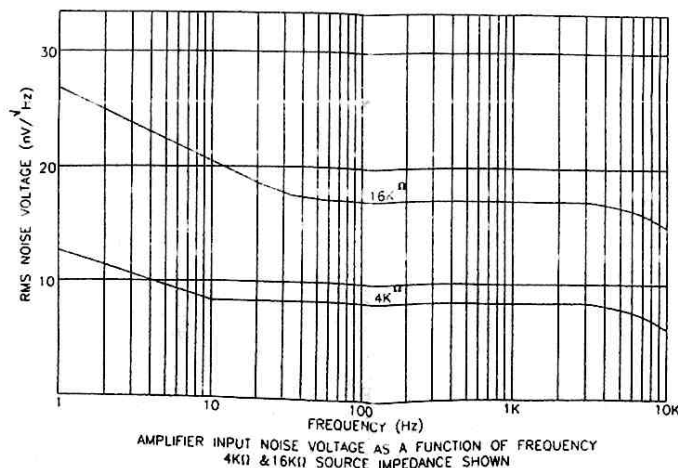 30
20
10
RMS NOISE VOLTAGE (nV/√Hz)
16KΩ
4KΩ
1 10 100 1K 10K
FREQUENCY (Hz)
AMPLIFIER INPUT NOISE VOLTAGE AS A FUNCTION OF FREQUENCY
4KΩ & 16KΩ SOURCE IMPEDANCE SHOWN